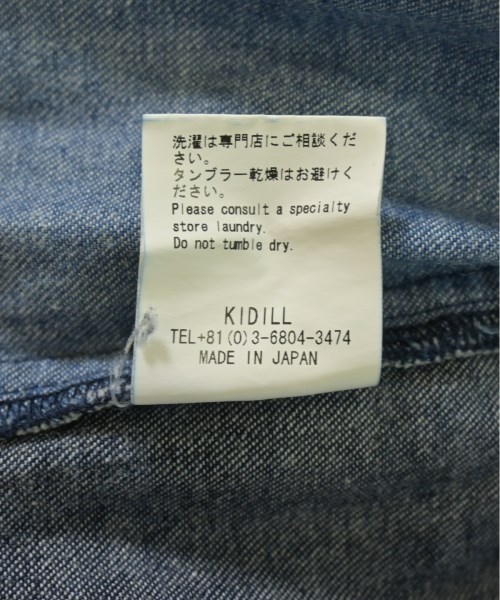 洗濯は専門店にご相談くだ
さい。
タンブラー乾燥はお避けく
ださい。
Please consult a specialty
store laundry.
Do not tumble dry.
KIDILL
TEL+81(0)3-6804-3474
MADE IN JAPAN